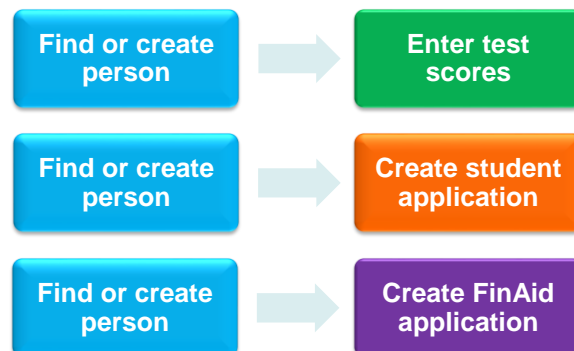 Find or create
person
Enter test
scores
Find or create
person
Create student
application
Find or create
person
Create FinAid
application